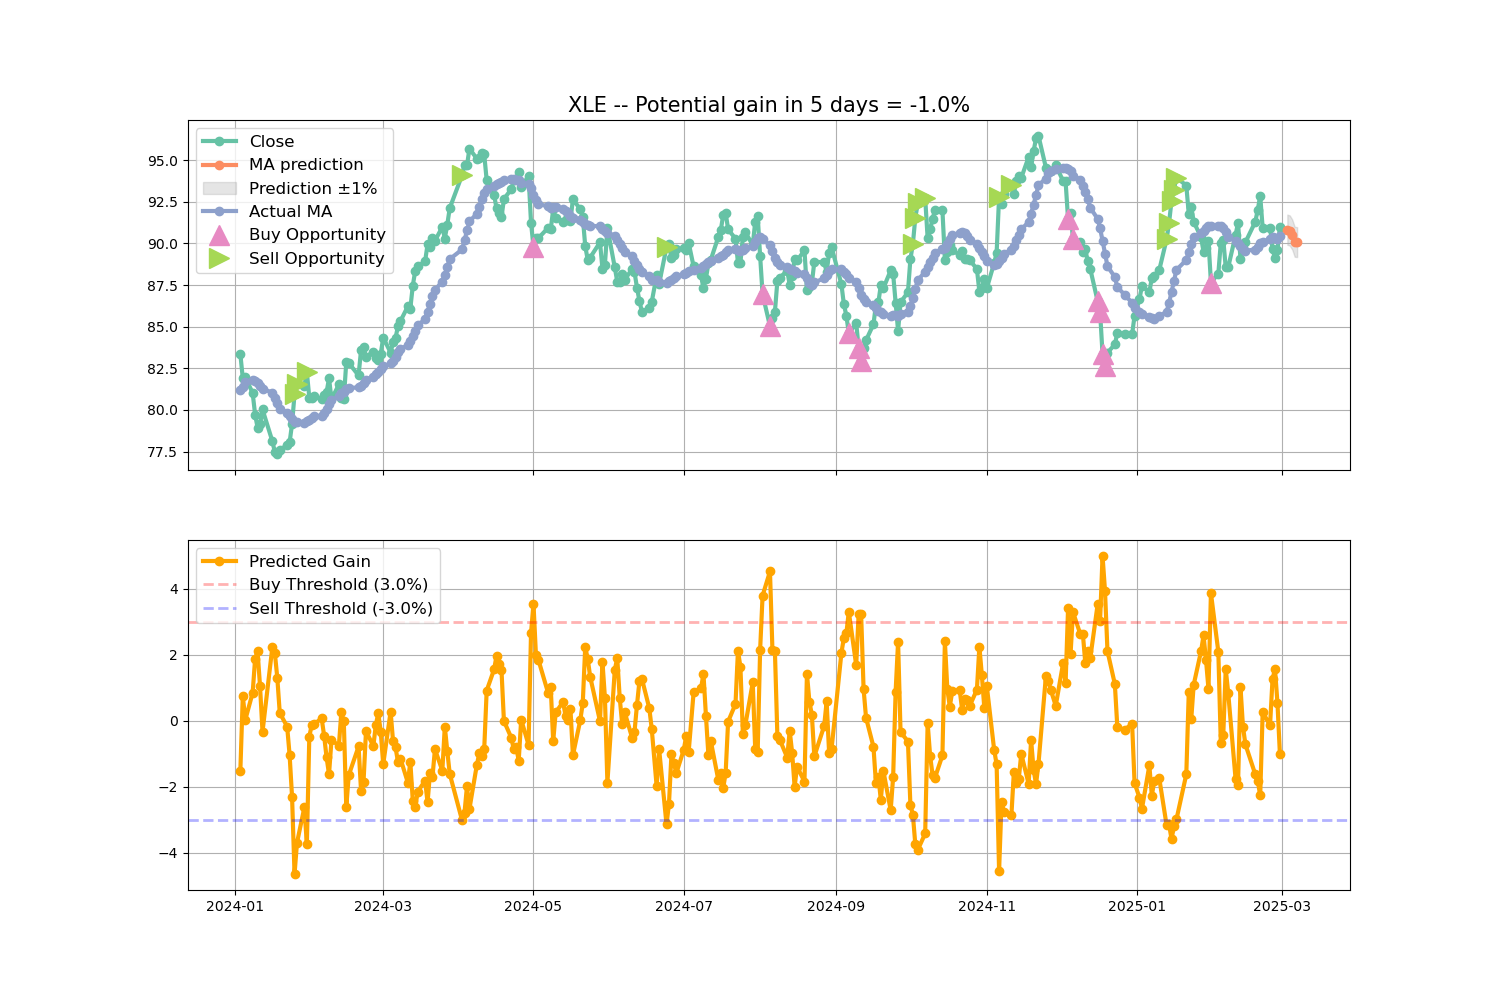 XLE -- Potential gain in 5 days = -1.0%
Close
MA prediction
Prediction ±1%
Actual MA
Buy Opportunity
Sell Opportunity
95.0
92.5
90.0
87.5
85.0
82.5
80.0
77.5
Predicted Gain
Buy Threshold (3.0%)
Sell Threshold (-3.0%)
4
2
0
−2
−4
2024-01 2024-03 2024-05 2024-07 2024-09 2024-11 2025-01 2025-03